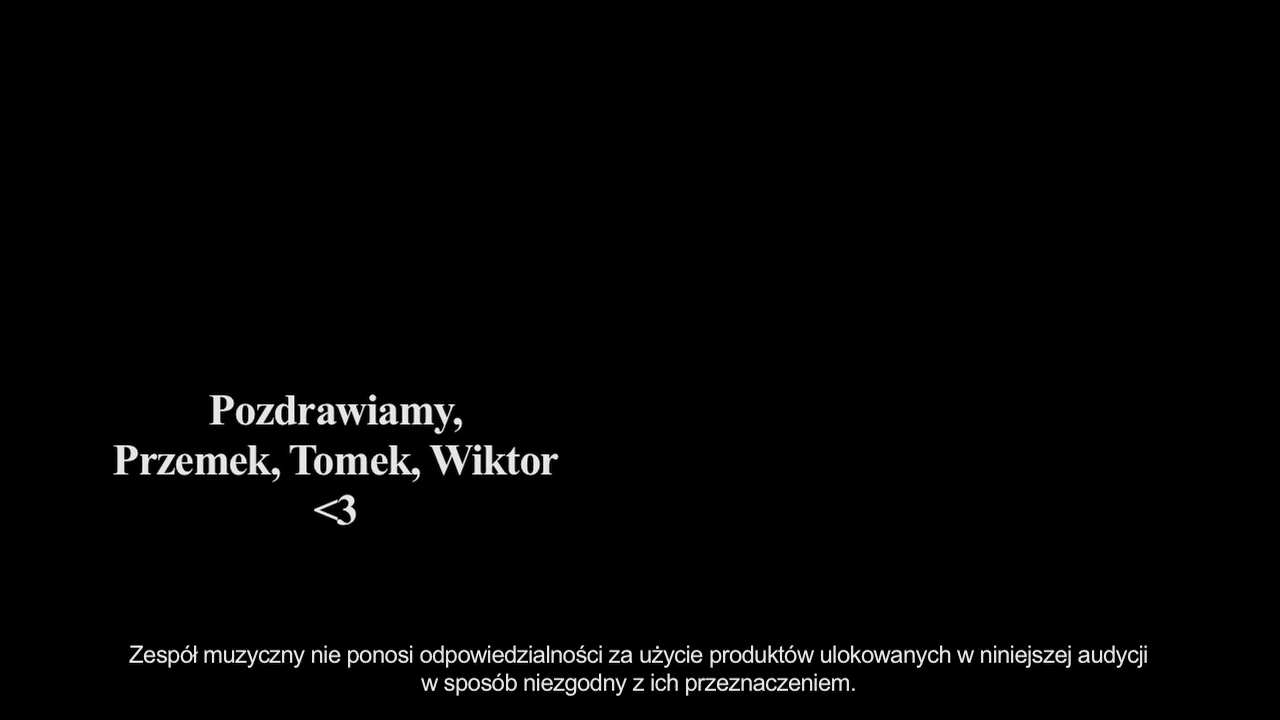 Pozdrawiamy,
Przemek, Tomek, Wiktor
<3
Zespół muzyczny nie ponosi odpowiedzialności za użycie produktów ulokowanych w niniejszej audycji
w sposób niezgodny z ich przeznaczeniem.